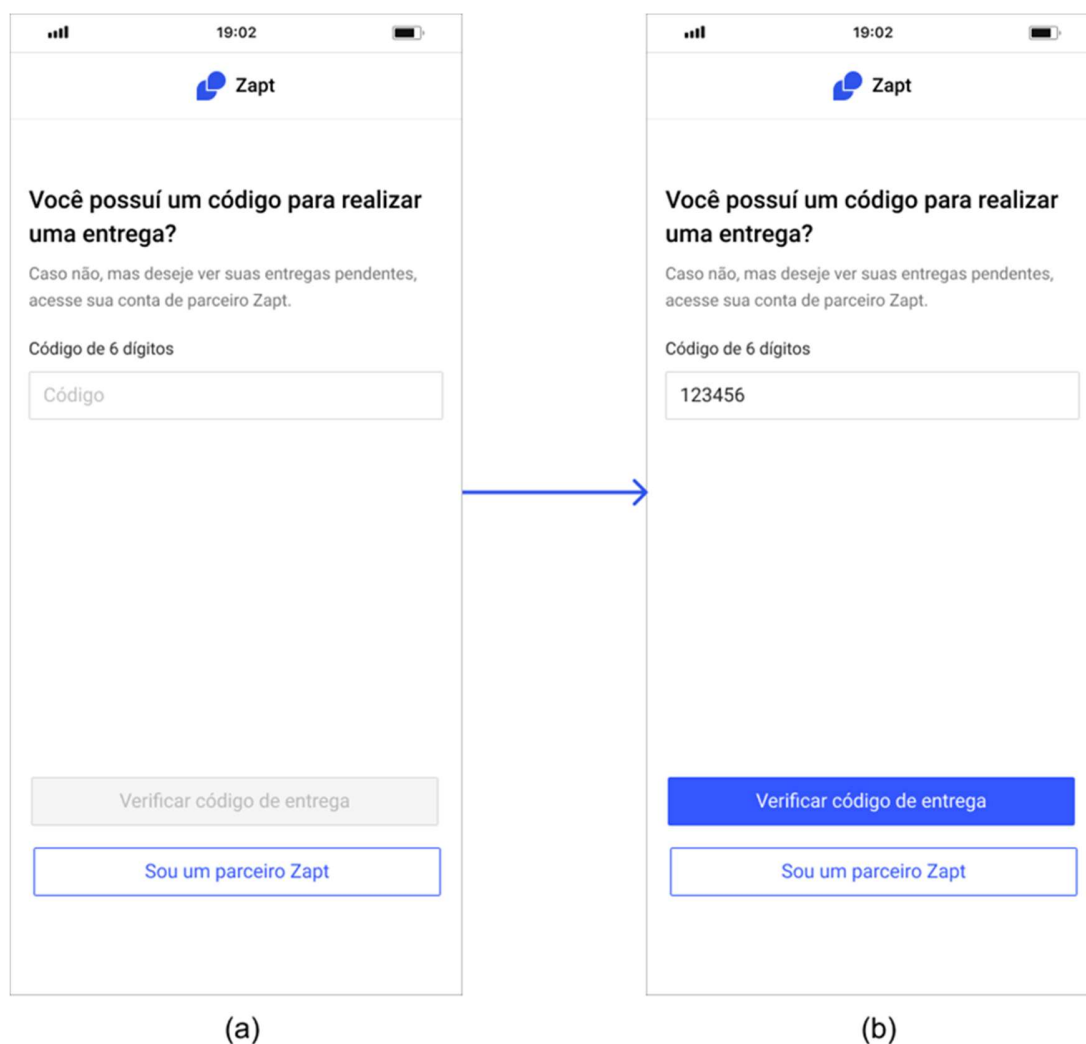 19:02
Zapt
Você possuí um código para realizar
uma entrega?
Caso não, mas deseje ver suas entregas pendentes,
acesse sua conta de parceiro Zapt.
Código de 6 dígitos
Código
Verificar código de entrega
Sou um parceiro Zapt
(a)
19:02
Zapt
Você possuí um código para realizar
uma entrega?
Caso não, mas deseje ver suas entregas pendentes,
acesse sua conta de parceiro Zapt.
Código de 6 dígitos
123456
Verificar código de entrega
Sou um parceiro Zapt
(b)